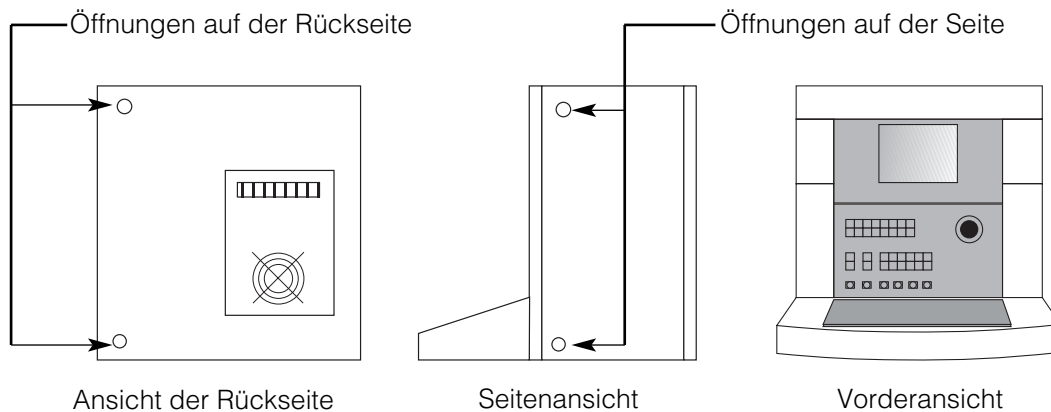 Öffnungen auf der Rückseite
Öffnungen auf der Seite
Ansicht der Rückseite
Seitenansicht
Vorderansicht